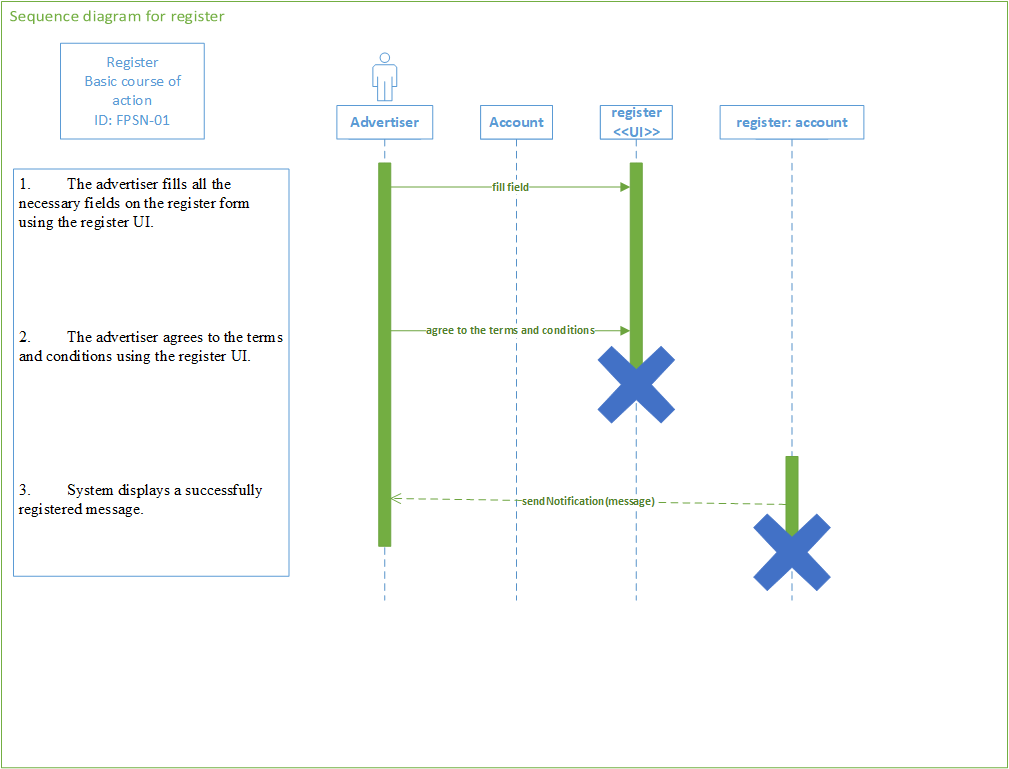 Sequence diagram for register
Register
Basic course of
action
ID: FPSN-01
Advertiser
Account
register
<<UI>>
register: account
1. The advertiser fills all the
necessary fields on the register form
using the register UI.
fill field
2. The advertiser agrees to the terms
and conditions using the register UI.
agree to the terms and conditions
3. System displays a successfully
registered message.
sendNotification(message)